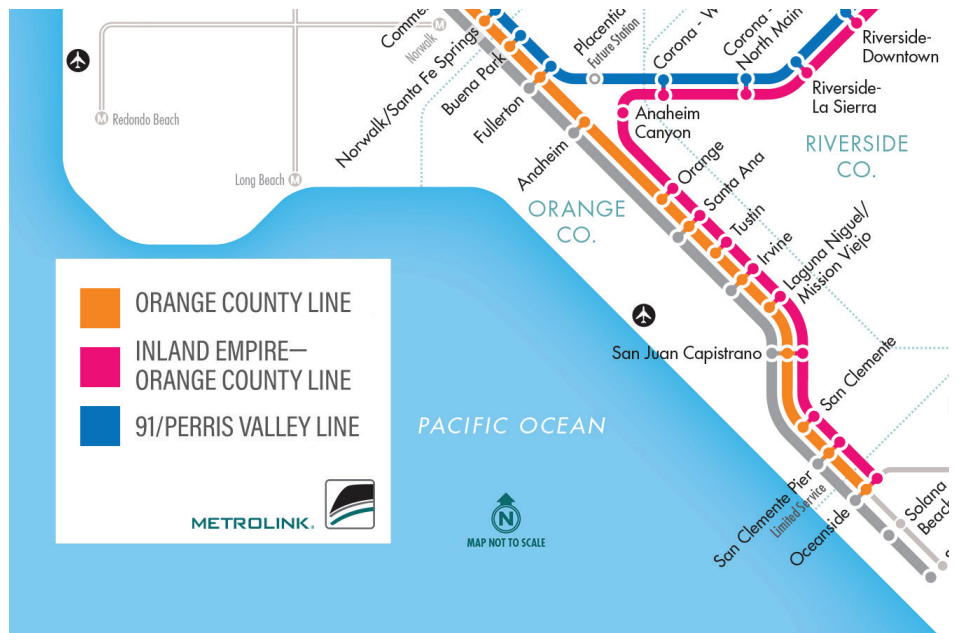 Comme
Norwalk
M
Norwalk/Santa Fe Springs
Buena Park
Fullerton
Anaheim
Placentia
Future Station
Corona - W
Corona -
North Main
Riverside-
Downtown
Riverside-
La Sierra
Anaheim
Canyon
RIVERSIDE
CO.
M Redondo Beach
Long Beach M
Orange
Santa Ana
Tustin
Irvine
Laguna Niguel/
Mission Viejo
ORANGE
CO.
ORANGE COUNTY LINE
INLAND EMPIRE—
ORANGE COUNTY LINE
91/PERRIS VALLEY LINE
METROLINK.
San Juan Capistrano
San Clemente
PACIFIC OCEAN
San Clemente Pier
Limited Service
Oceanside
Solana
Beach
N
MAP NOT TO SCALE